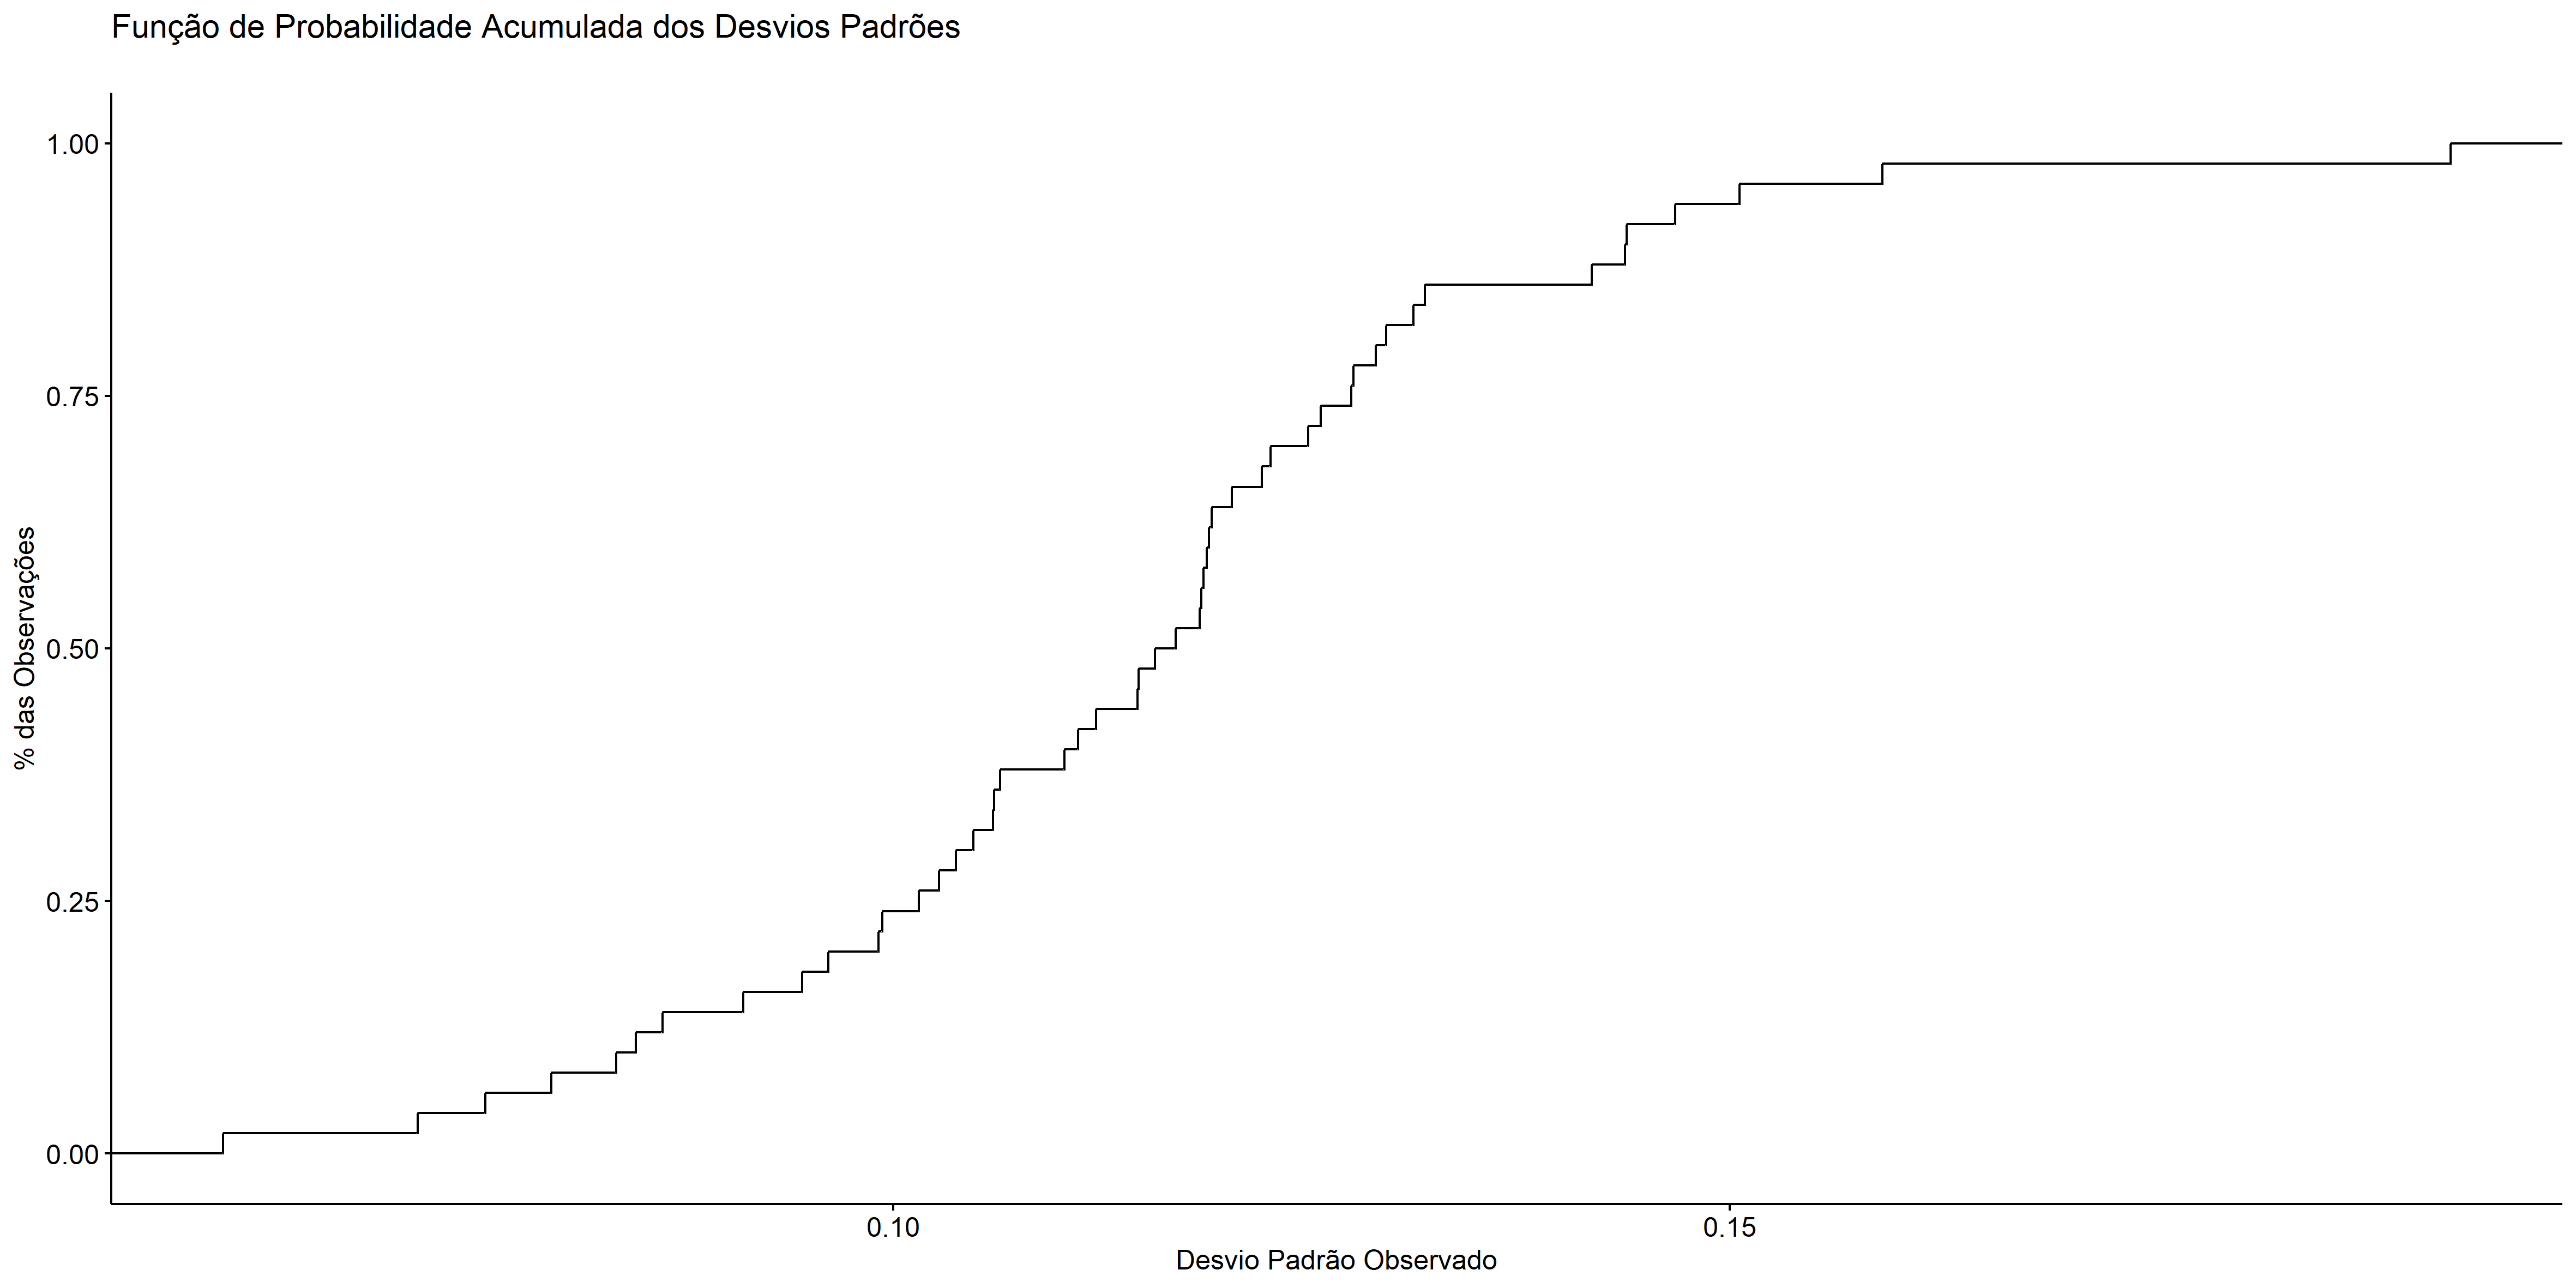 Função de Probabilidade Acumulada dos Desvios Padrões
1.00
0.75
0.50
0.25
0.00
% das Observações
0.10
0.15
Desvio Padrão Observado